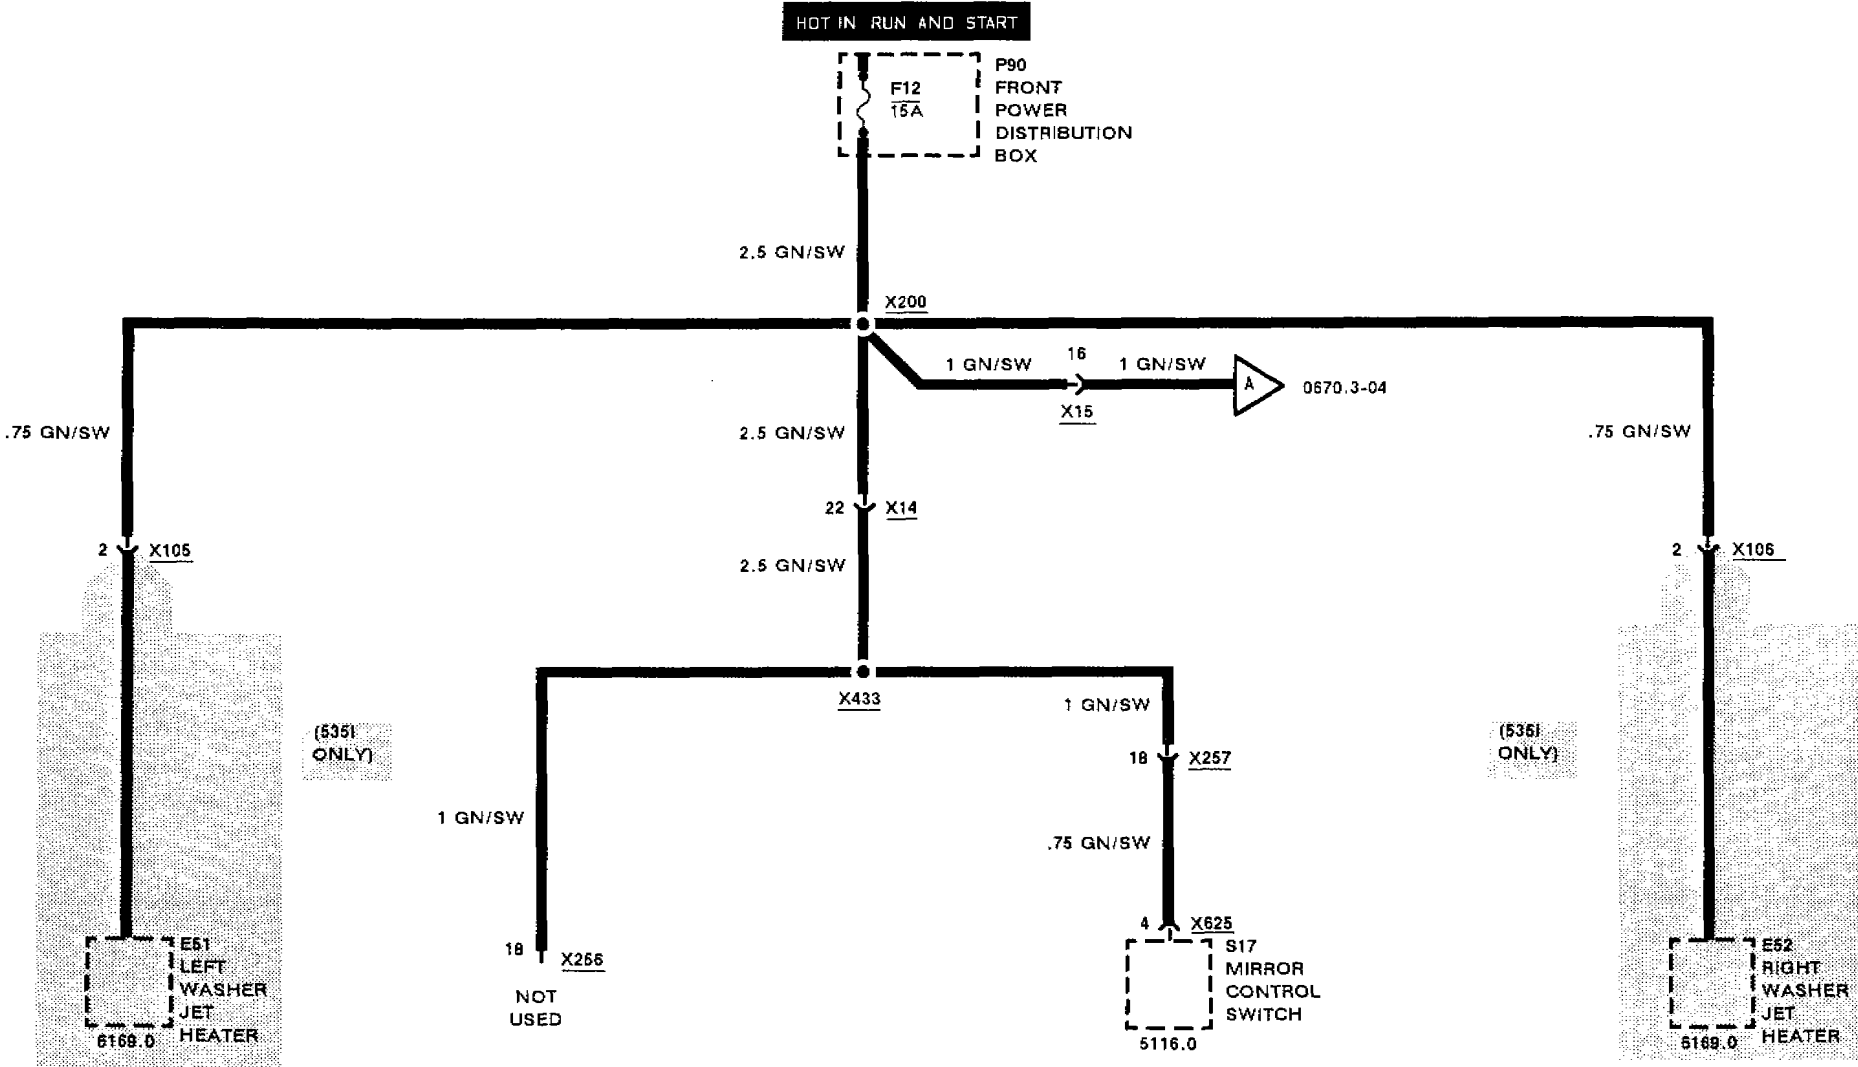 HOT IN RUN AND START
P90
FRONT
POWER
DISTRIBUTION
BOX
F12
15A
2.5 GN/SW
X200
1 GN/SW
16
1 GN/SW
A
0670.3-04
X15
.75 GN/SW
2.5 GN/SW
.75 GN/SW
22
X14
2
X105
2
X106
2.5 GN/SW
X433
1 GN/SW
(535I
ONLY)
(535I
ONLY)
18
X257
1 GN/SW
.75 GN/SW
4
X625
18
X256
NOT
USED
E51
LEFT
WASHER
JET
HEATER
6169.0
S17
MIRROR
CONTROL
SWITCH
5116.0
E52
RIGHT
WASHER
JET
HEATER
6169.0